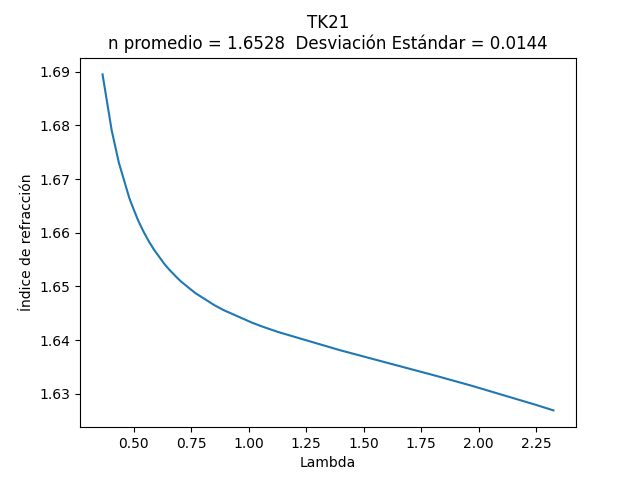 TK21
n promedio = 1.6528  Desviación Estándar = 0.0144
Índice de refracción
1.69
1.68
1.67
1.66
1.65
1.64
1.63
0.50 0.75 1.00 1.25 1.50 1.75 2.00 2.25
Lambda